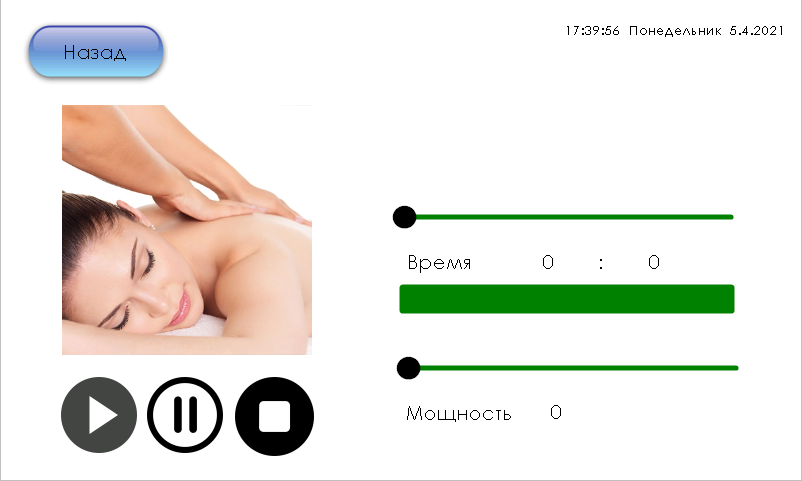 Назад
17:39:56 Понедельник 5.4.2021
Время 0 : 0
Мощность 0